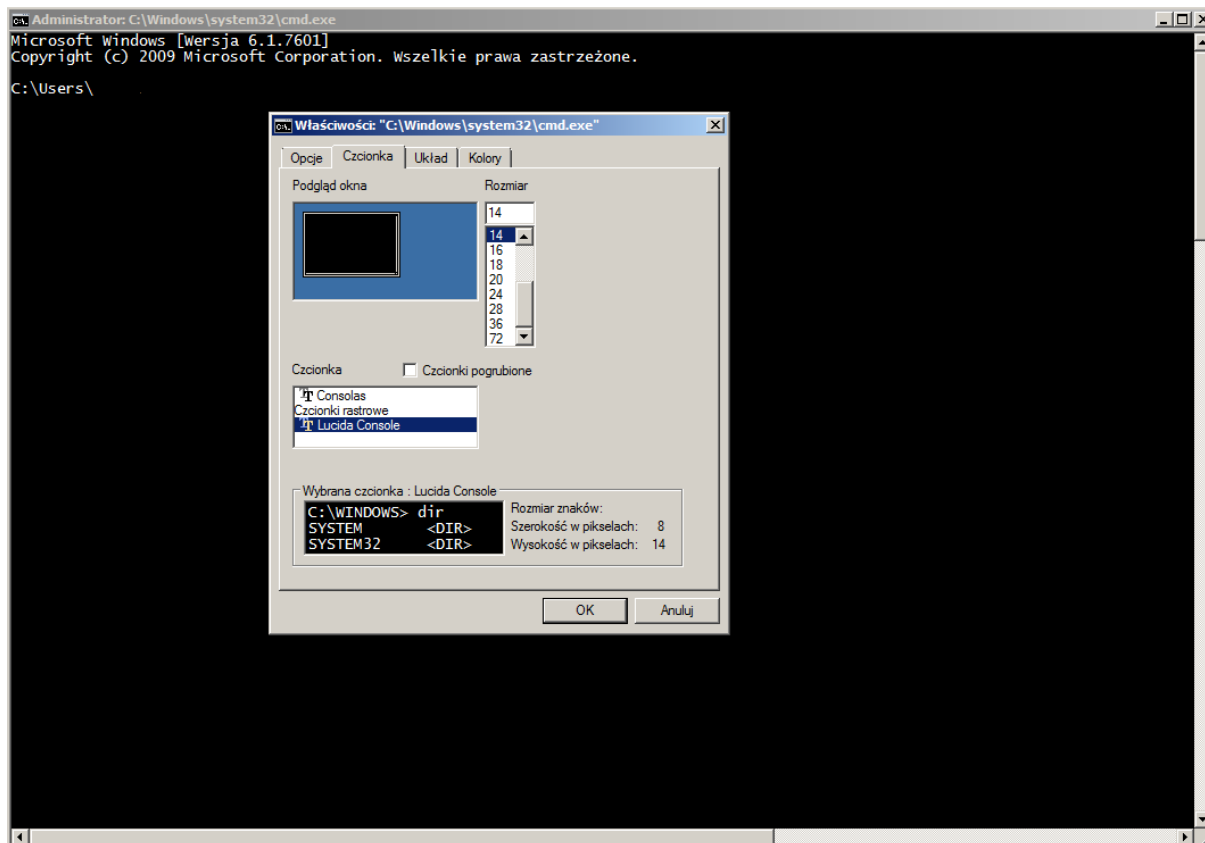 Administrator: C:\Windows\system32\cmd.exe
Microsoft Windows [Wersja 6.1.7601]
Copyright (c) 2009 Microsoft Corporation. Wszelkie prawa zastrzeżone.
C:\Users\
Właściwości: "C:\Windows\system32\cmd.exe"
Opcje Czcionka Układ Kolory
Podgląd okna Rozmiar
14
14
16
18
20
24
28
36
72
Czcionka Czcionki pogrubione
Consolas
Czcionki rastrowe
Lucida Console
Wybrana czcionka : Lucida Console
C:\WINDOWS> dir
SYSTEM <DIR>
SYSTEM32 <DIR>
Rozmiar znaków:
Szerokość w pikselach: 8
Wysokość w pikselach: 14
OK Anuluj